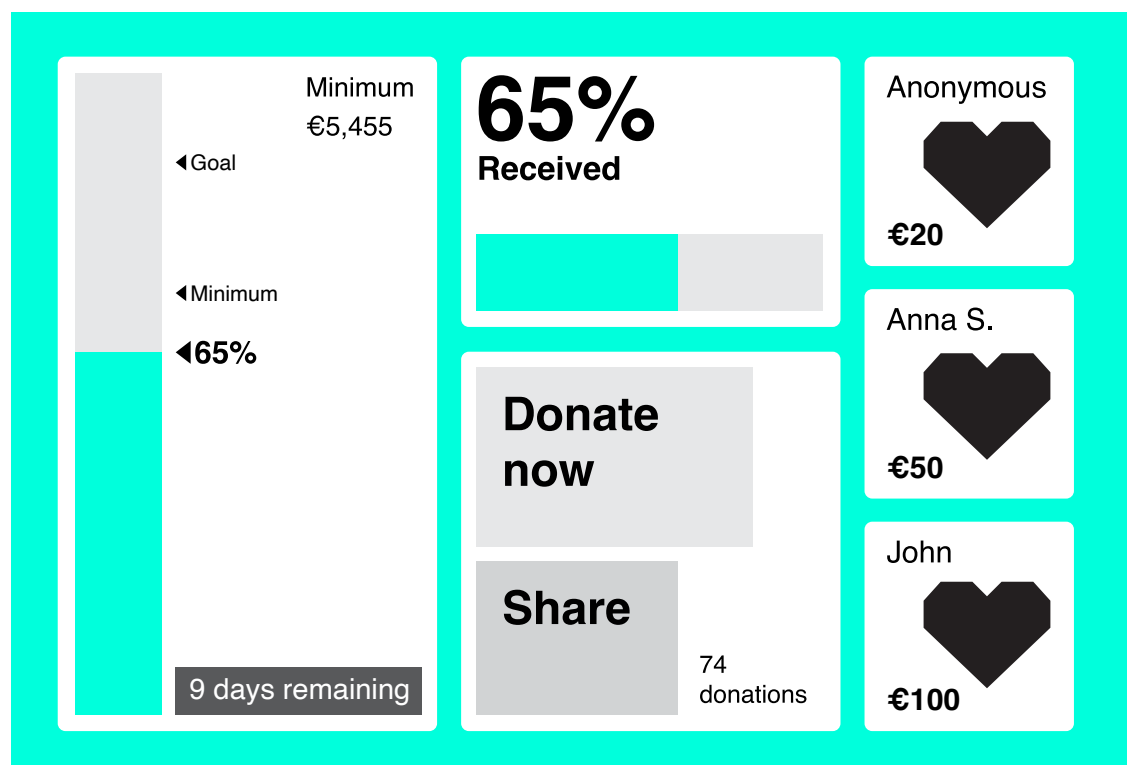 Minimum
€5,455
Goal
Minimum
65%
9 days remaining
65%
Received
Donate
now
Share
74
donations
Anonymous
€20
Anna S.
€50
John
€100